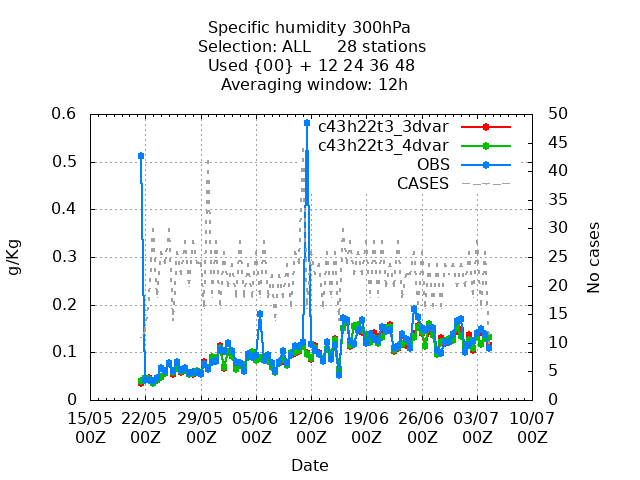 Specific humidity 300hPa
Selection: ALL     28 stations
Used {00} + 12 24 36 48
Averaging window: 12h
g/Kg
No cases
c43h22t3_3dvar
c43h22t3_4dvar
OBS
CASES
0.6
0.5
0.4
0.3
0.2
0.1
0
50
45
40
35
30
25
20
15
10
5
0
15/05 22/05 29/05 05/06 12/06 19/06 26/06 03/07 10/07
00Z 00Z 00Z 00Z 00Z 00Z 00Z 00Z 00Z
Date